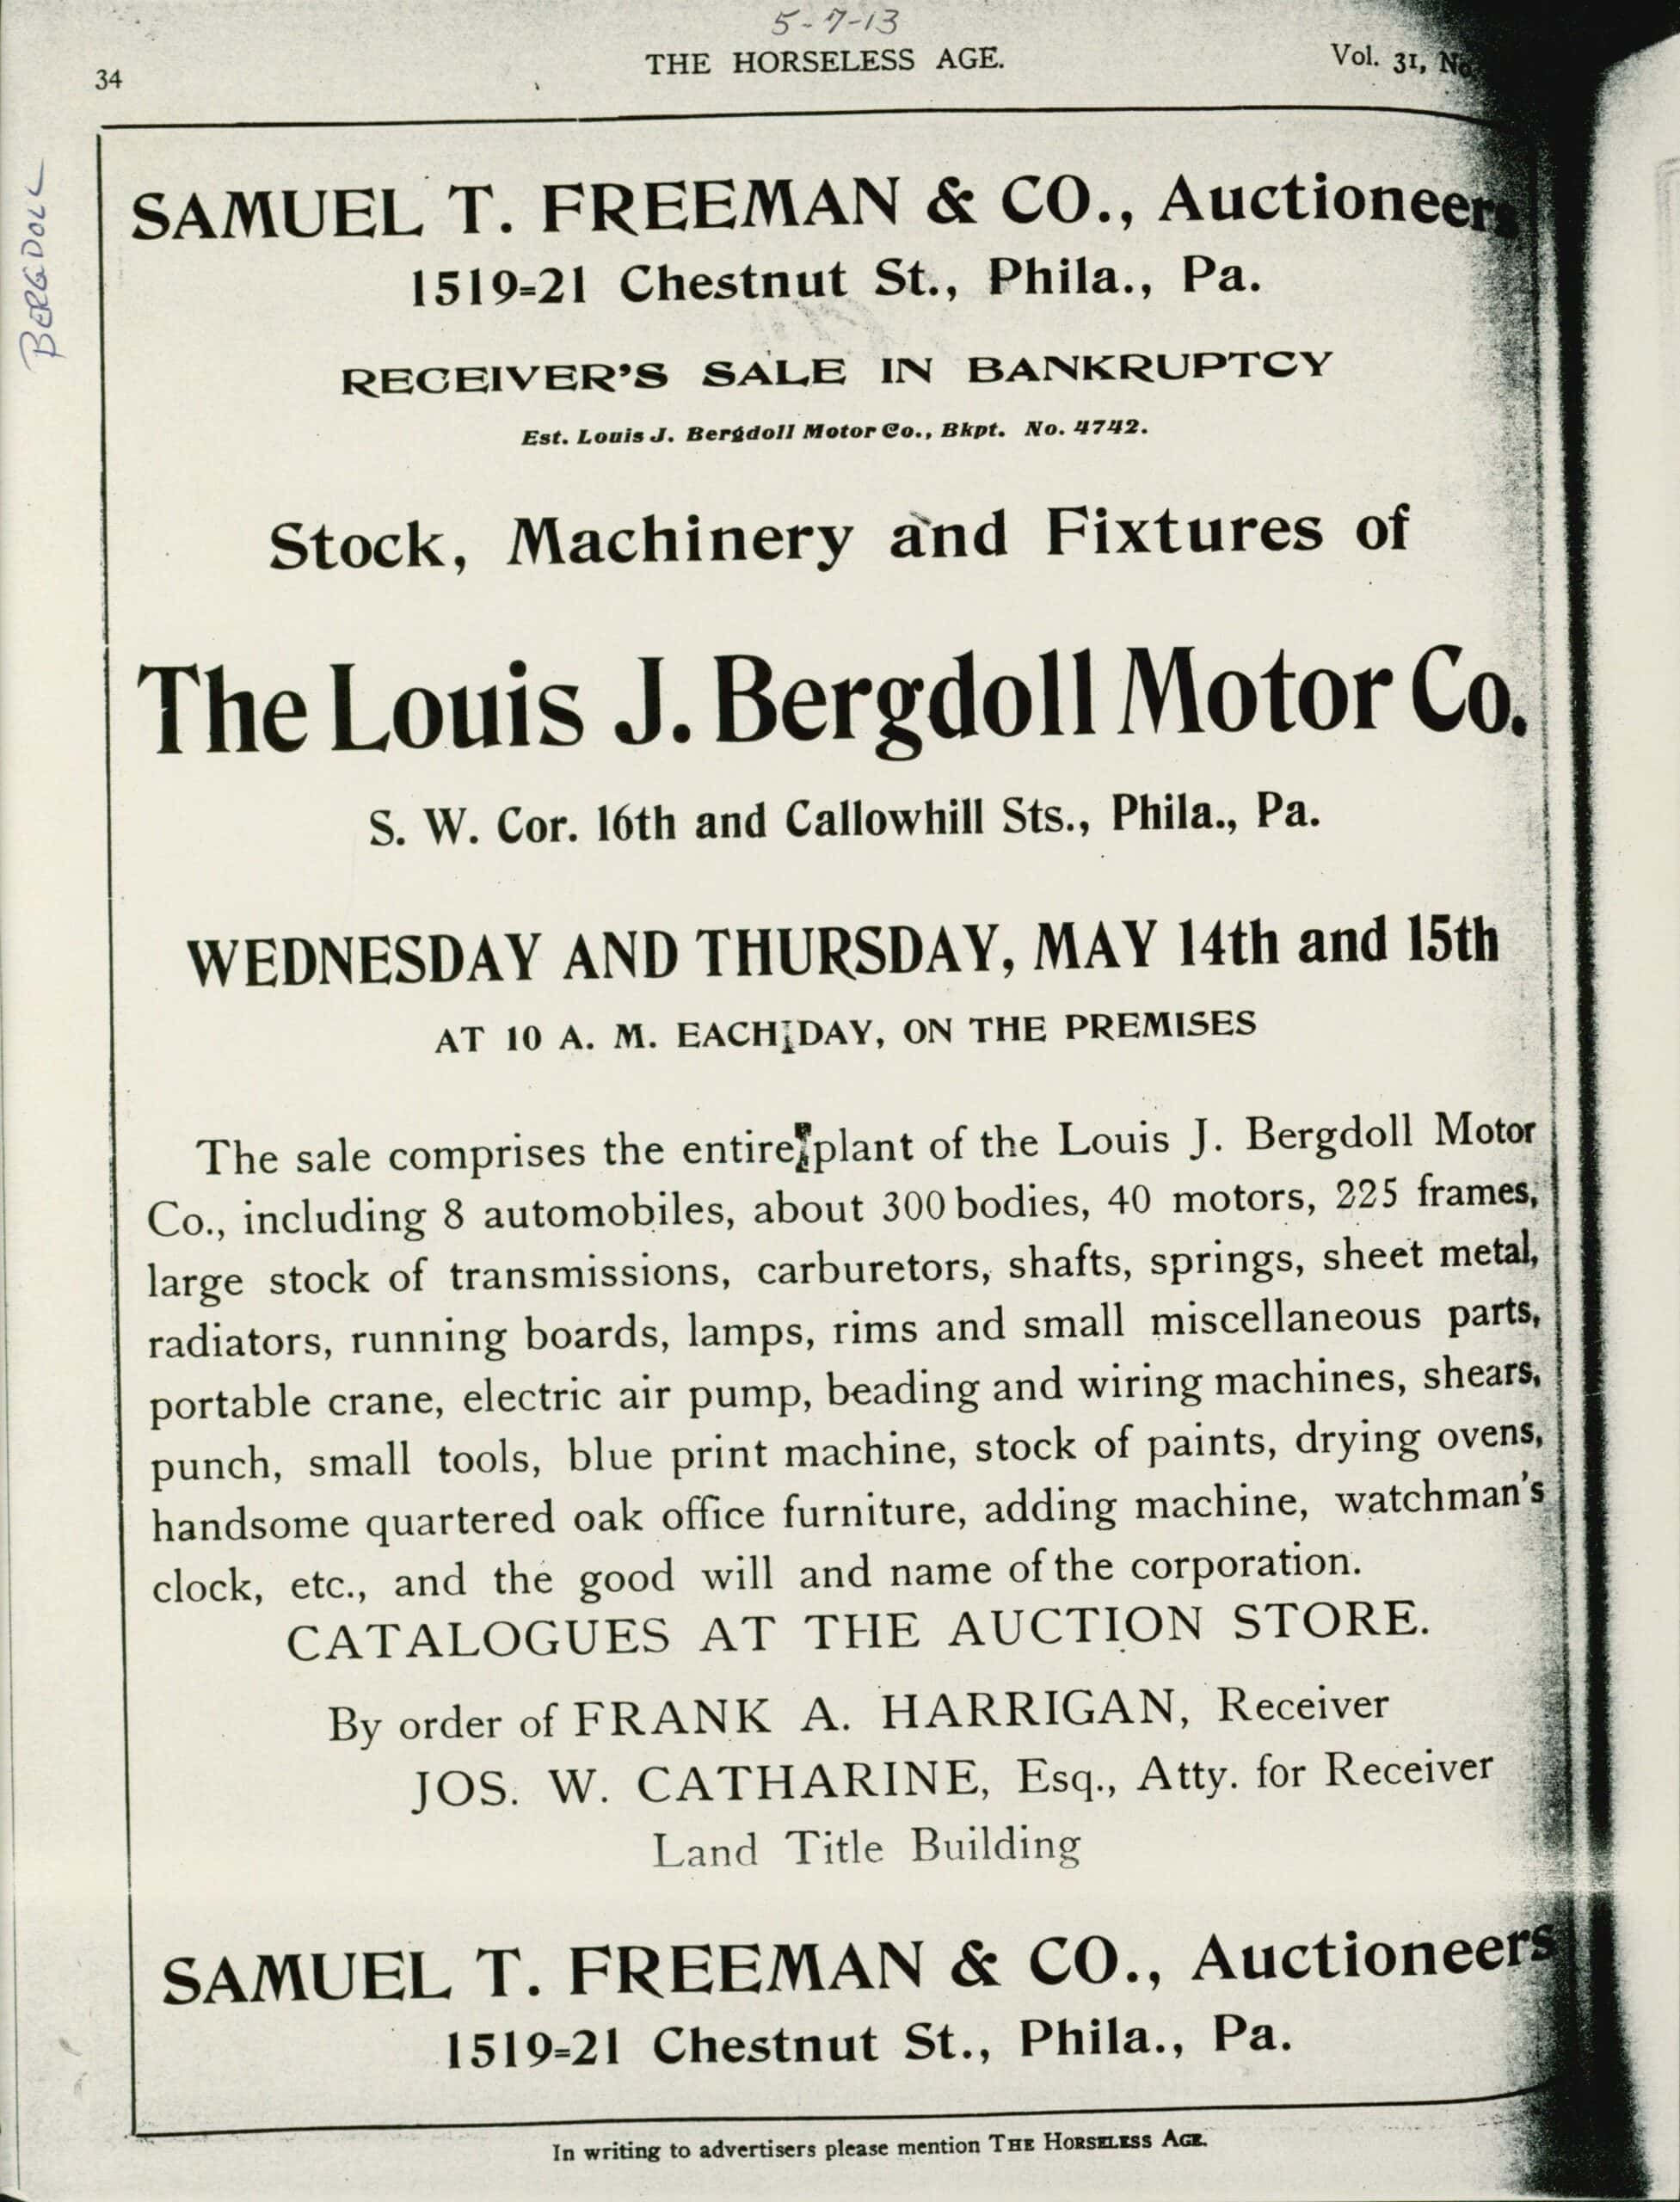 5-7-13
34
THE HORSELESS AGE.
Vol. 31,
BERGDOLL
SAMUEL T. FREEMAN & CO., Auctioneers
1519-21 Chestnut St., Phila., Pa.
RECEIVER'S SALE IN BANKRUPTCY
Est. Louis J. Bergdoll Motor Co., Bkpt. No. 4742.
Stock, Machinery and Fixtures of
The Louis J. Bergdoll Motor Co.
S. W. Cor. 16th and Callowhill Sts., Phila., Pa.
WEDNESDAY AND THURSDAY, MAY 14th and 15th
AT 10 A. M. EACH DAY, ON THE PREMISES
The sale comprises the entire plant of the Louis J. Bergdoll Motor
Co., including 8 automobiles, about 300 bodies, 40 motors, 225 frames,
large stock of transmissions, carburetors, shafts, springs, sheet metal,
radiators, running boards, lamps, rims and small miscellaneous parts,
portable crane, electric air pump, beading and wiring machines, shears,
punch, small tools, blue print machine, stock of paints, drying ovens,
handsome quartered oak office furniture, adding machine, watchman's
clock, etc., and the good will and name of the corporation.
CATALOGUES AT THE AUCTION STORE.
By order of FRANK A. HARRIGAN, Receiver
JOS. W. CATHARINE, Esq., Atty. for Receiver
Land Title Building
SAMUEL T. FREEMAN & CO., Auctioneers
1519-21 Chestnut St., Phila., Pa.
In writing to advertisers please mention THE HORSELESS AGE.